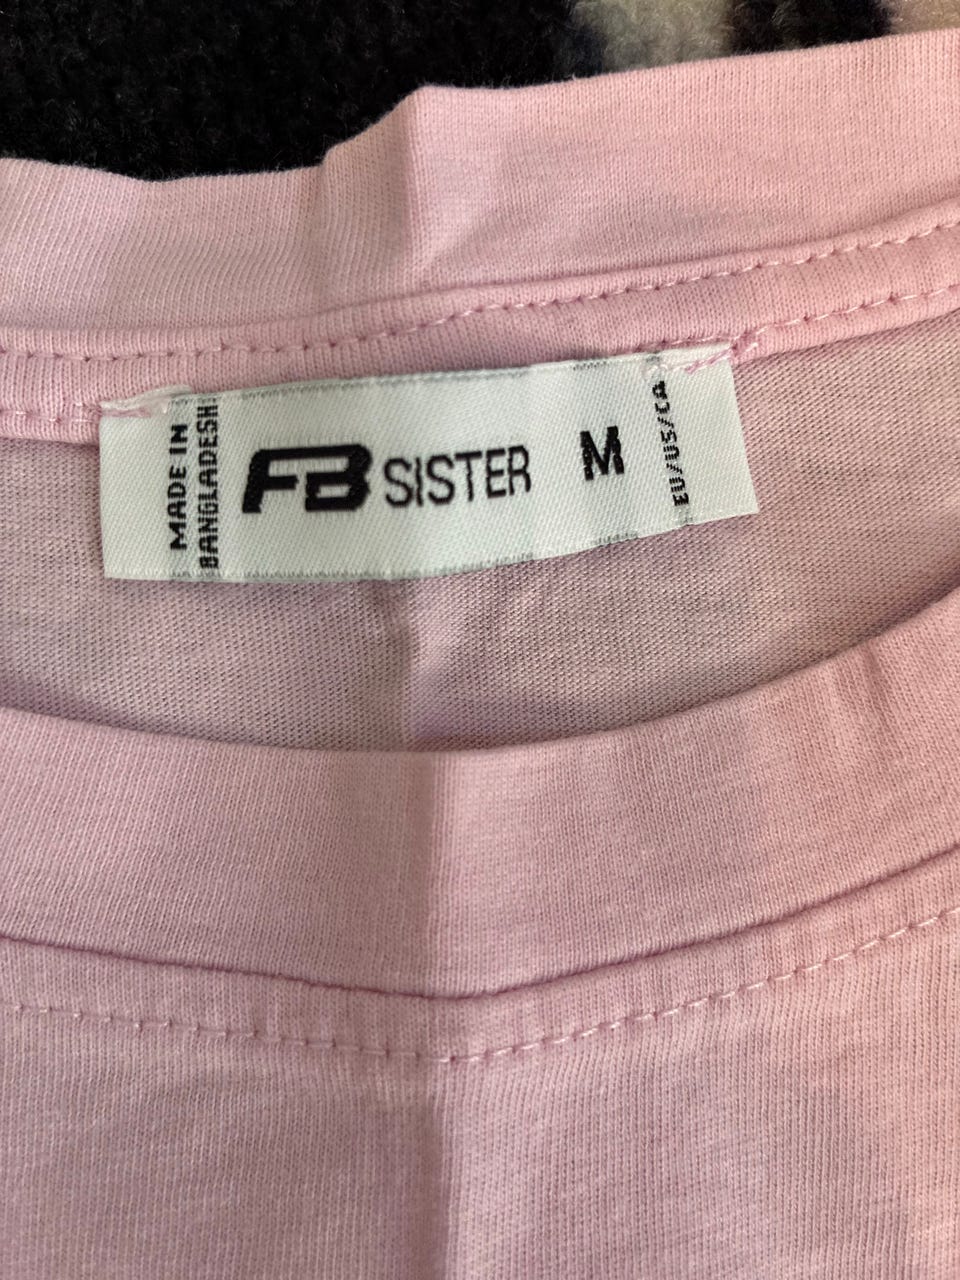 MADE IN
BANGLADESH
FB SISTER
M
EU/US/CA